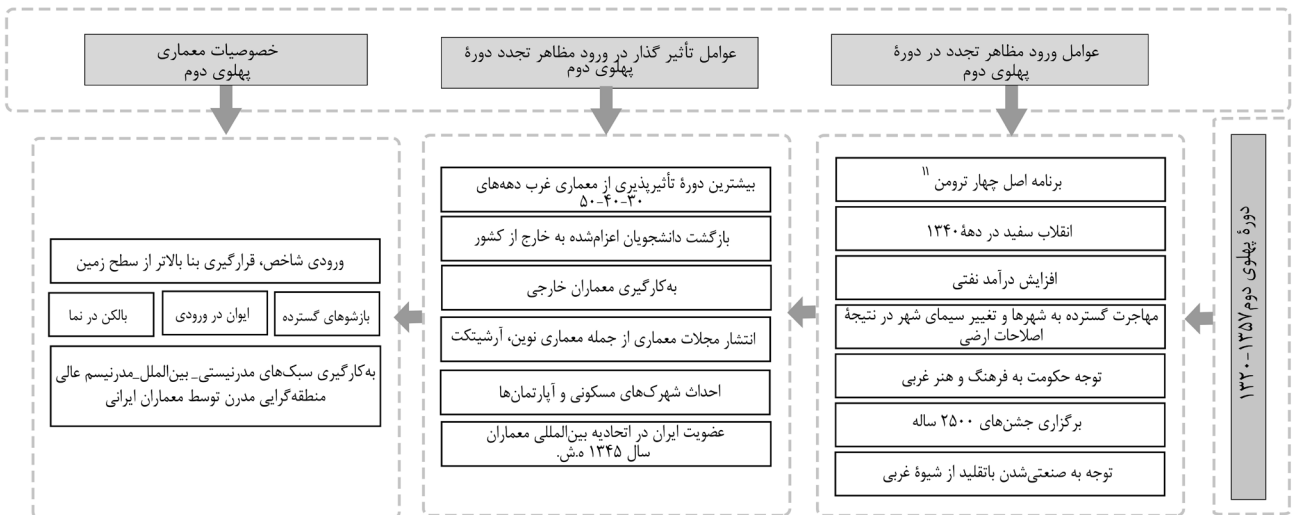 عوامل ورود مظاهر تجدد در دورهٔ
پهلوی دوم
عوامل تأثیر گذار در ورود مظاهر تجدد دورهٔ
پهلوی دوم
خصوصیات معماری
پهلوی دوم
دورهٔ پهلوی دوم۱۳۵۷-۱۳۲۰
برنامه اصل چهار ترومن ۱۱
انقلاب سفید در دههٔ۱۳۴۰
افزایش درآمد نفتی
مهاجرت گسترده به شهرها و تغییر سیمای شهر در نتیجهٔ
اصلاحات ارضی
توجه حکومت به فرهنگ و هنر غربی
برگزاری جشن‌های ۲۵۰۰ ساله
توجه به صنعتی‌شدن باتقلید از شیوهٔ غربی
بیشترین دورهٔ تأثیرپذیری از معماری غرب دهه‌های
۳۰-۴۰-۵۰
بازگشت دانشجویان اعزام‌شده به خارج از کشور
به‌کارگیری معماران خارجی
انتشار مجلات معماری از جمله معماری نوین، آرشیتکت
احداث شهرک‌های مسکونی و آپارتمان‌ها
عضویت ایران در اتحادیه بین‌المللی معماران
سال ۱۳۴۵ ه.ش.
ورودی شاخص، قرارگیری بنا بالاتر از سطح زمین
بازشوهای گسترده
ایوان در ورودی
بالکن در نما
به‌کارگیری سبک‌های مدرنیستی_ بین‌الملل_مدرنیسم عالی
منطقه‌گرایی مدرن توسط معماران ایرانی